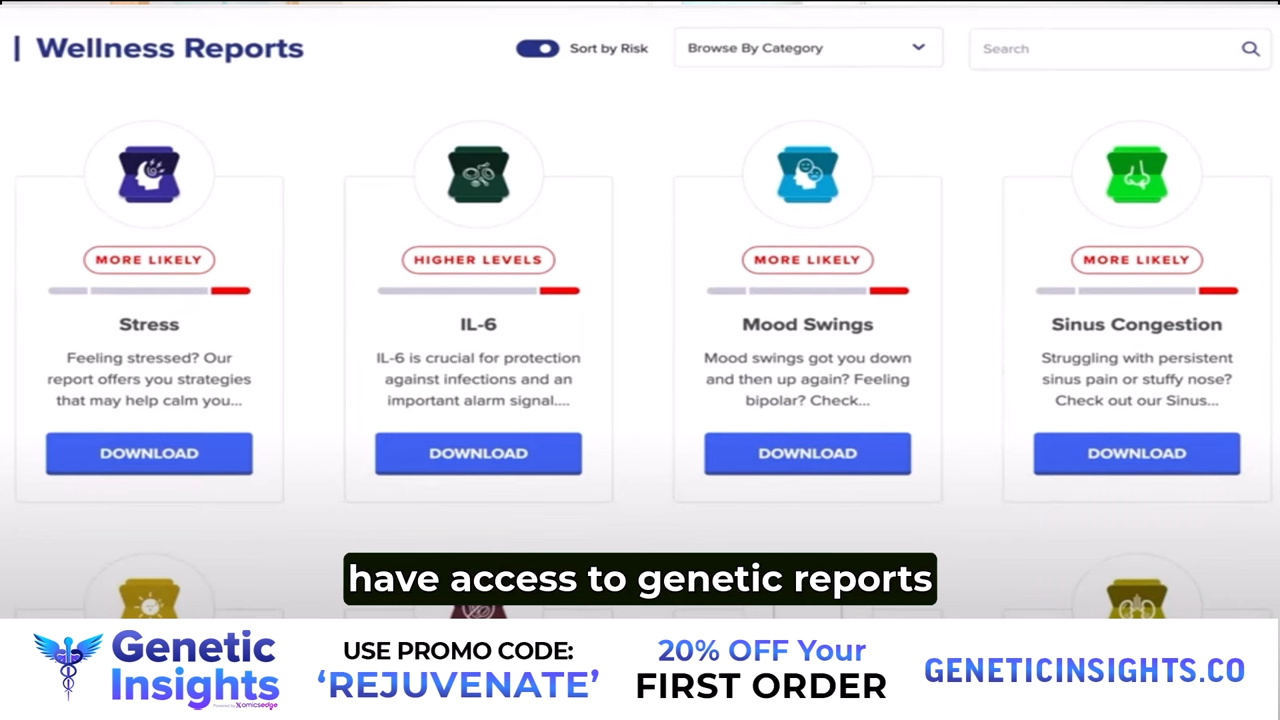 Wellness Reports
Sort by Risk
Browse By Category
Search
MORE LIKELY
Stress
Feeling stressed? Our
report offers you strategies
that may help calm you...
DOWNLOAD
HIGHER LEVELS
IL-6
IL-6 is crucial for protection
against infections and an
important alarm signal....
DOWNLOAD
MORE LIKELY
Mood Swings
Mood swings got you down
and then up again? Feeling
bipolar? Check...
DOWNLOAD
MORE LIKELY
Sinus Congestion
Struggling with persistent
sinus pain or stuffy nose?
Check out our Sinus...
DOWNLOAD
have access to genetic reports
Genetic
Insights
Powered by Xomicsedge
USE PROMO CODE:
‘REJUVENATE’
20% OFF Your
FIRST ORDER
GENETICINSIGHTS.CO